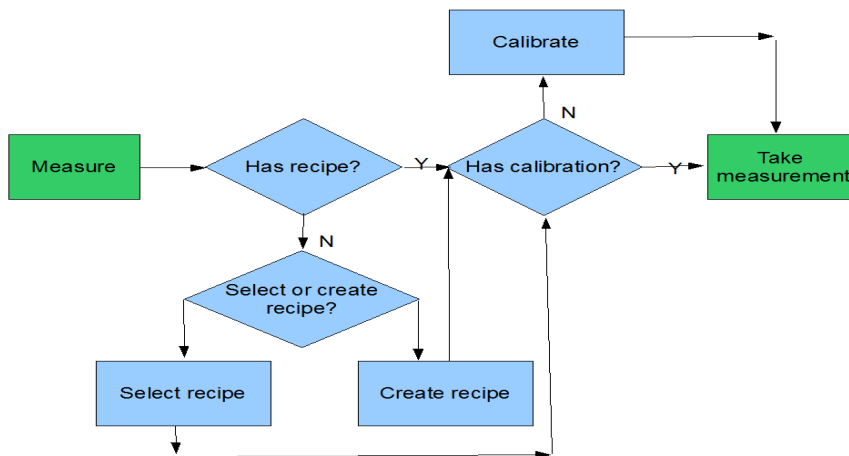 Calibrate
N
Measure
Has recipe?
Y
Has calibration?
Y
Take
measurement
N
Select or create
recipe?
Select recipe
Create recipe